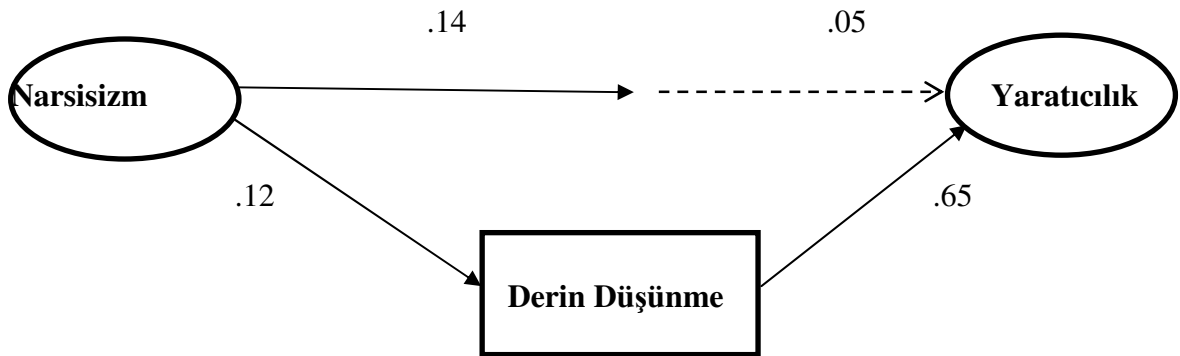 .14 .05
Narsisizm Yaratıcılık
.12 .65
Derin Düşünme